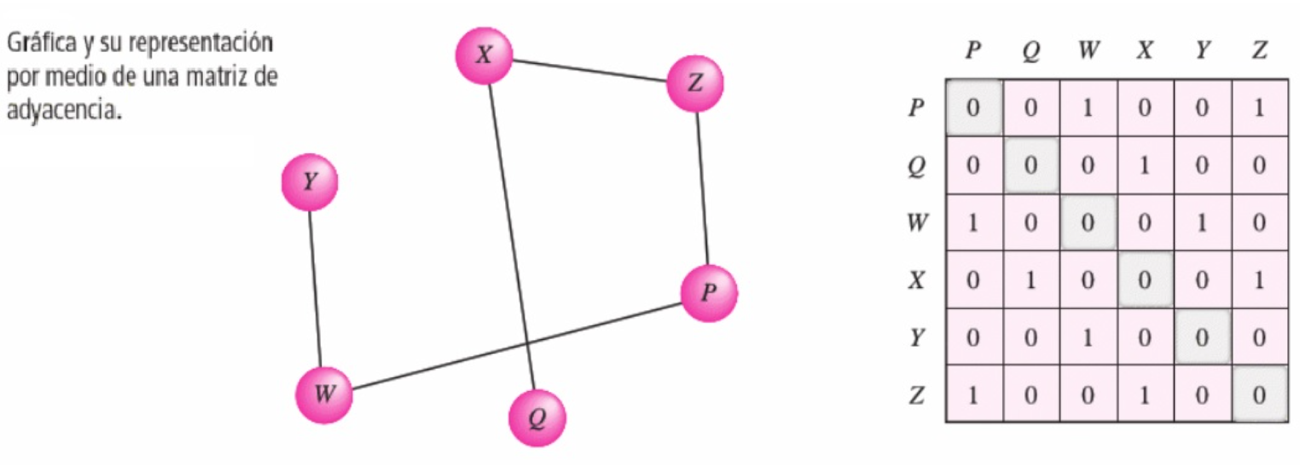 Gráfica y su representación
por medio de una matriz de
adyacencia.
X
Z
Y
P
W
Q
P Q W X Y Z
P 0 0 1 0 0 1
Q 0 0 0 1 0 0
W 1 0 0 0 1 0
X 0 1 0 0 0 1
Y 0 0 1 0 0 0
Z 1 0 0 1 0 0